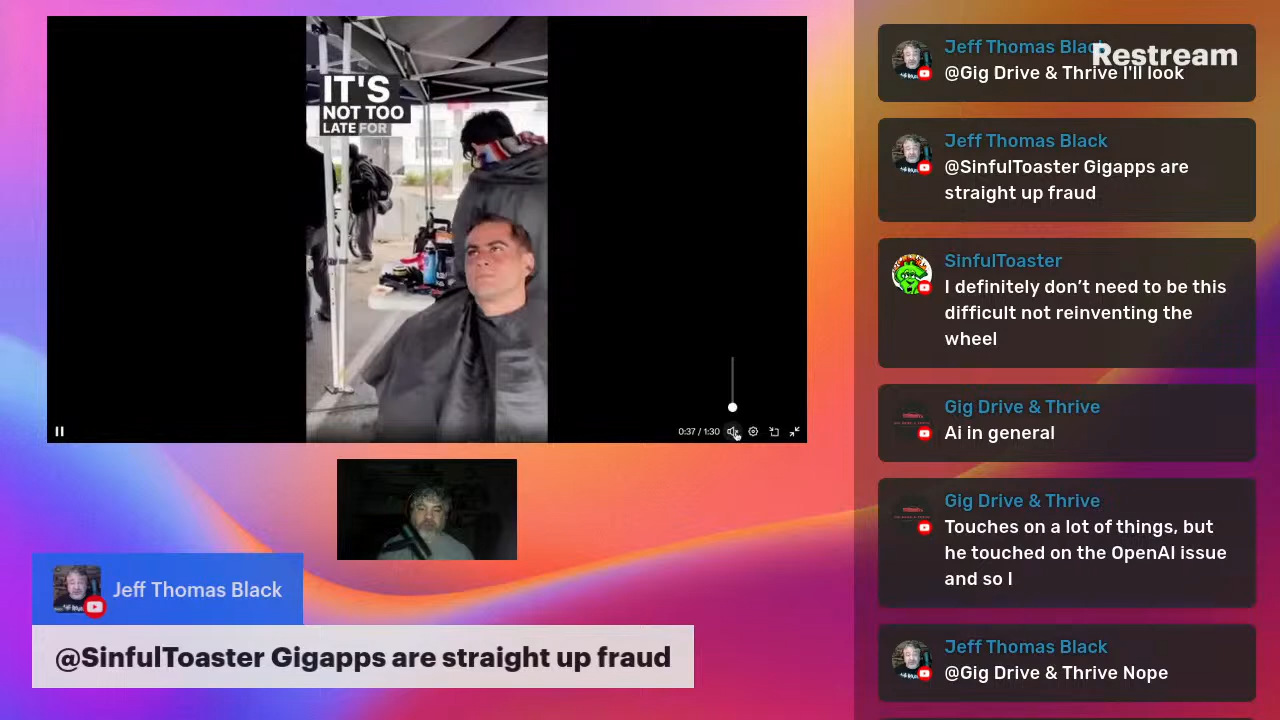 IT'S
NOT TOO
LATE FOR
0:37 / 1:30
Jeff Thomas Black
@SinfulToaster Gigapps are straight up fraud
Restream
Jeff Thomas Black
@Gig Drive & Thrive I'll look
Jeff Thomas Black
@SinfulToaster Gigapps are
straight up fraud
SinfulToaster
I definitely don’t need to be this
difficult not reinventing the
wheel
Gig Drive & Thrive
Ai in general
Gig Drive & Thrive
Touches on a lot of things, but
he touched on the OpenAI issue
and so I
Jeff Thomas Black
@Gig Drive & Thrive Nope